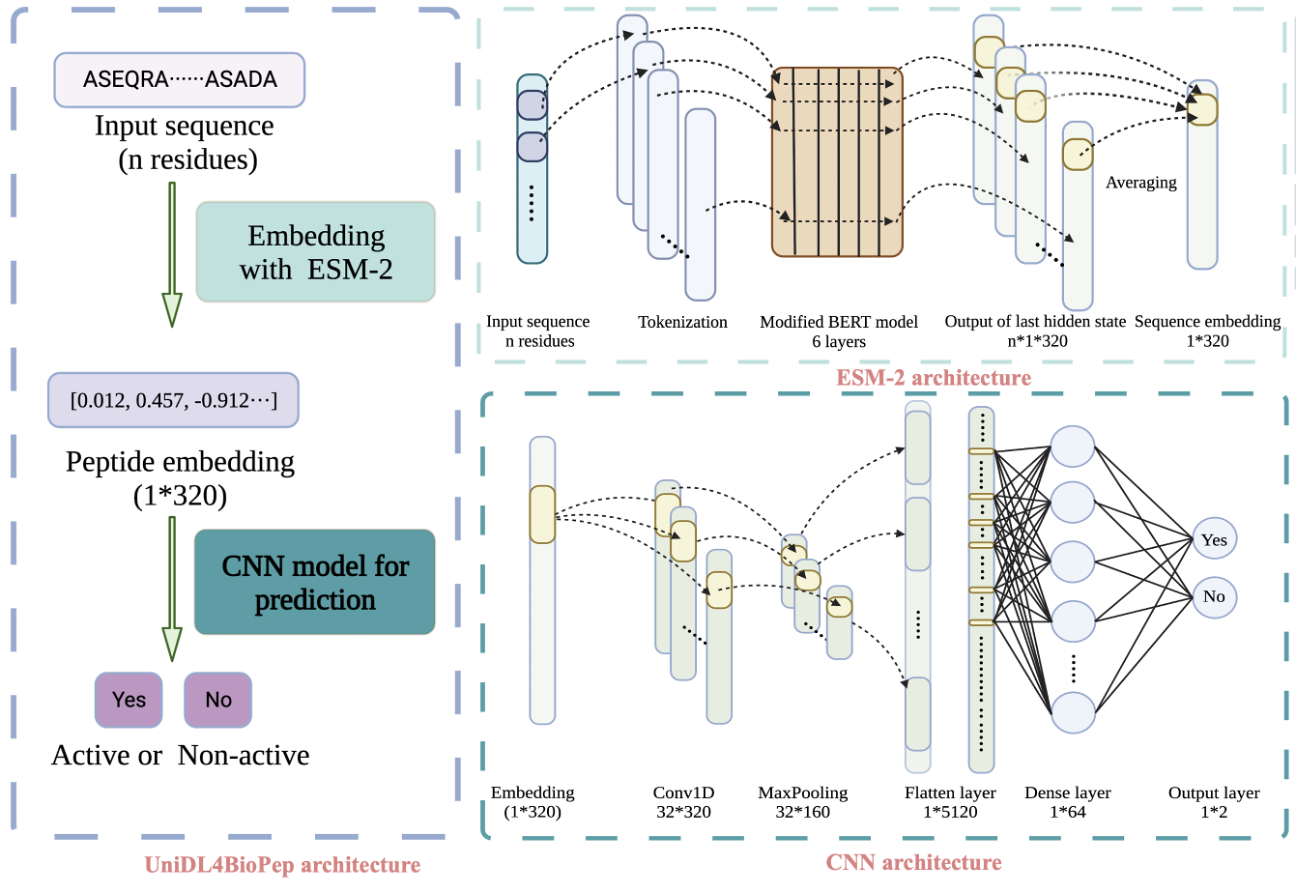 ASEQRA······ASADA
Input sequence
(n residues)
Embedding
with ESM-2
[0.012, 0.457, -0.912···]
Peptide embedding
(1*320)
CNN model for
prediction
Yes
No
Active or Non-active
UniDL4BioPep architecture
Averaging
Input sequence
n residues
Tokenization
Modified BERT model
6 layers
Output of last hidden state
n*1*320
Sequence embedding
1*320
ESM-2 architecture
Yes
No
Embedding
(1*320)
Conv1D
32*320
MaxPooling
32*160
Flatten layer
1*5120
Dense layer
1*64
Output layer
1*2
CNN architecture